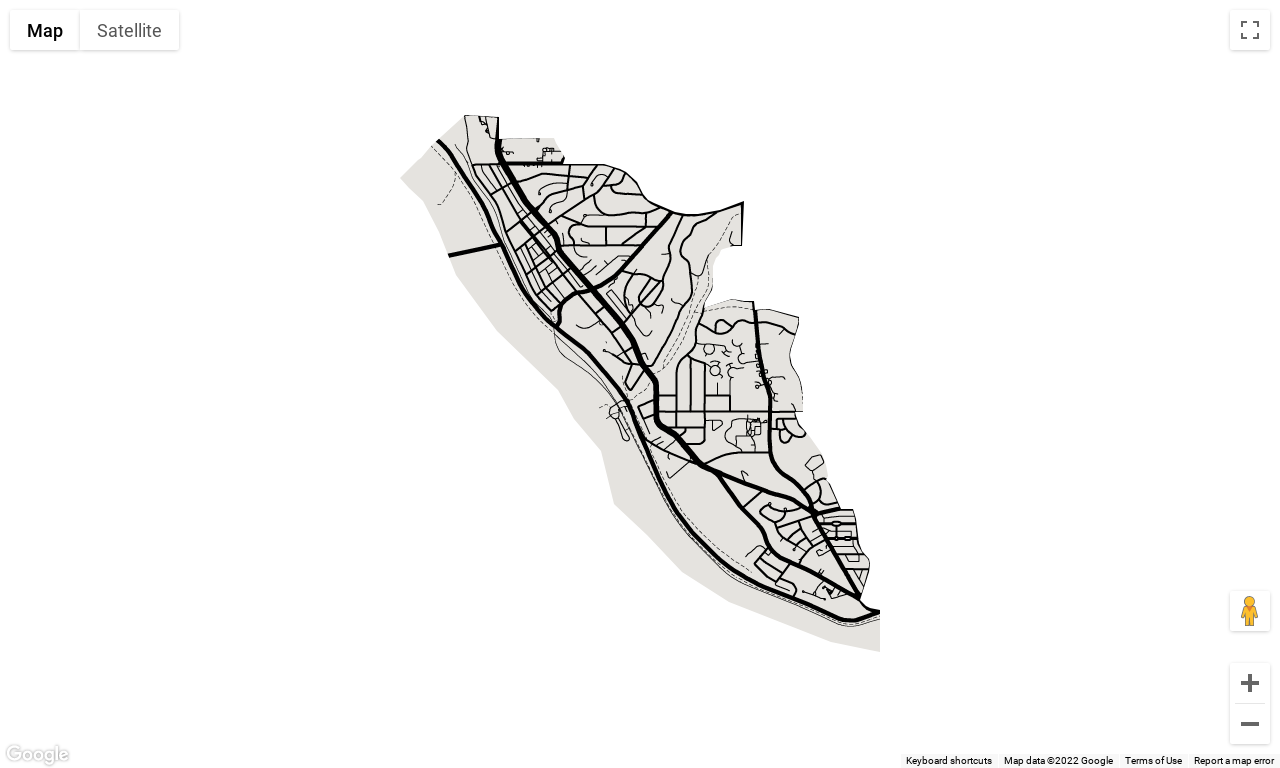 Map
Satellite
Google
Keyboard shortcuts
Map data ©2022 Google
Terms of Use
Report a map error